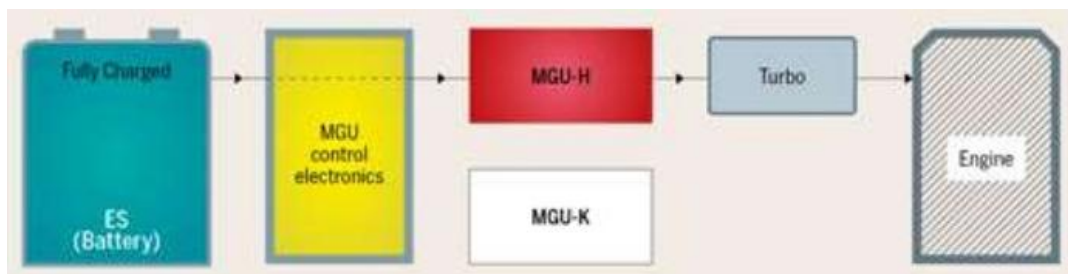 Fully Charged
ES
(Battery)
MGU
control
electronics
MGU-H
MGU-K
Turbo
Engine